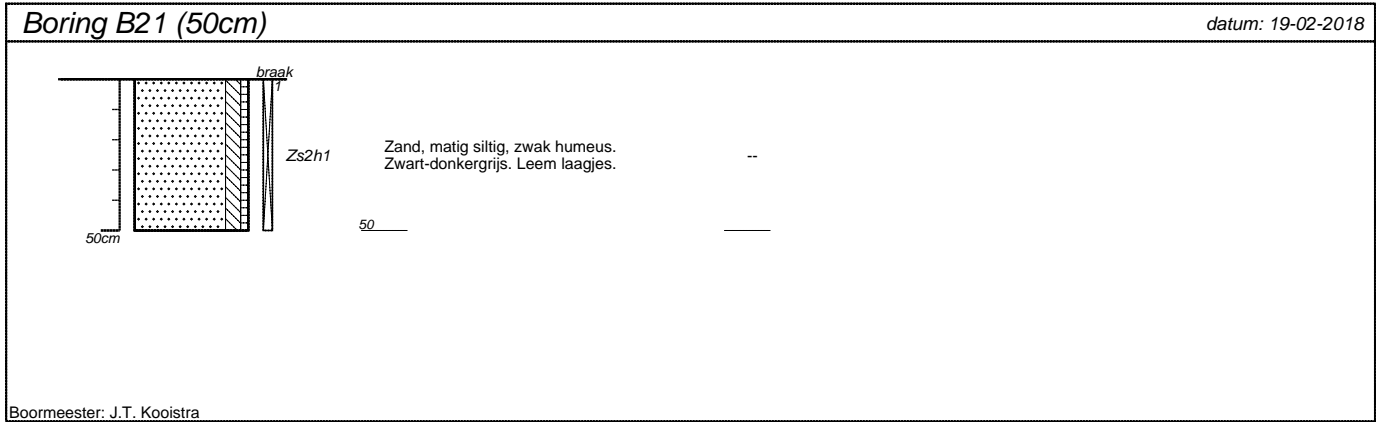 Boring B21 (50cm)
datum: 19-02-2018
braak
1
Zs2h1
Zand, matig siltig, zwak humeus.
Zwart-donkergrijs. Leem laagjes.
--
50cm
50
Boormeester: J.T. Kooistra